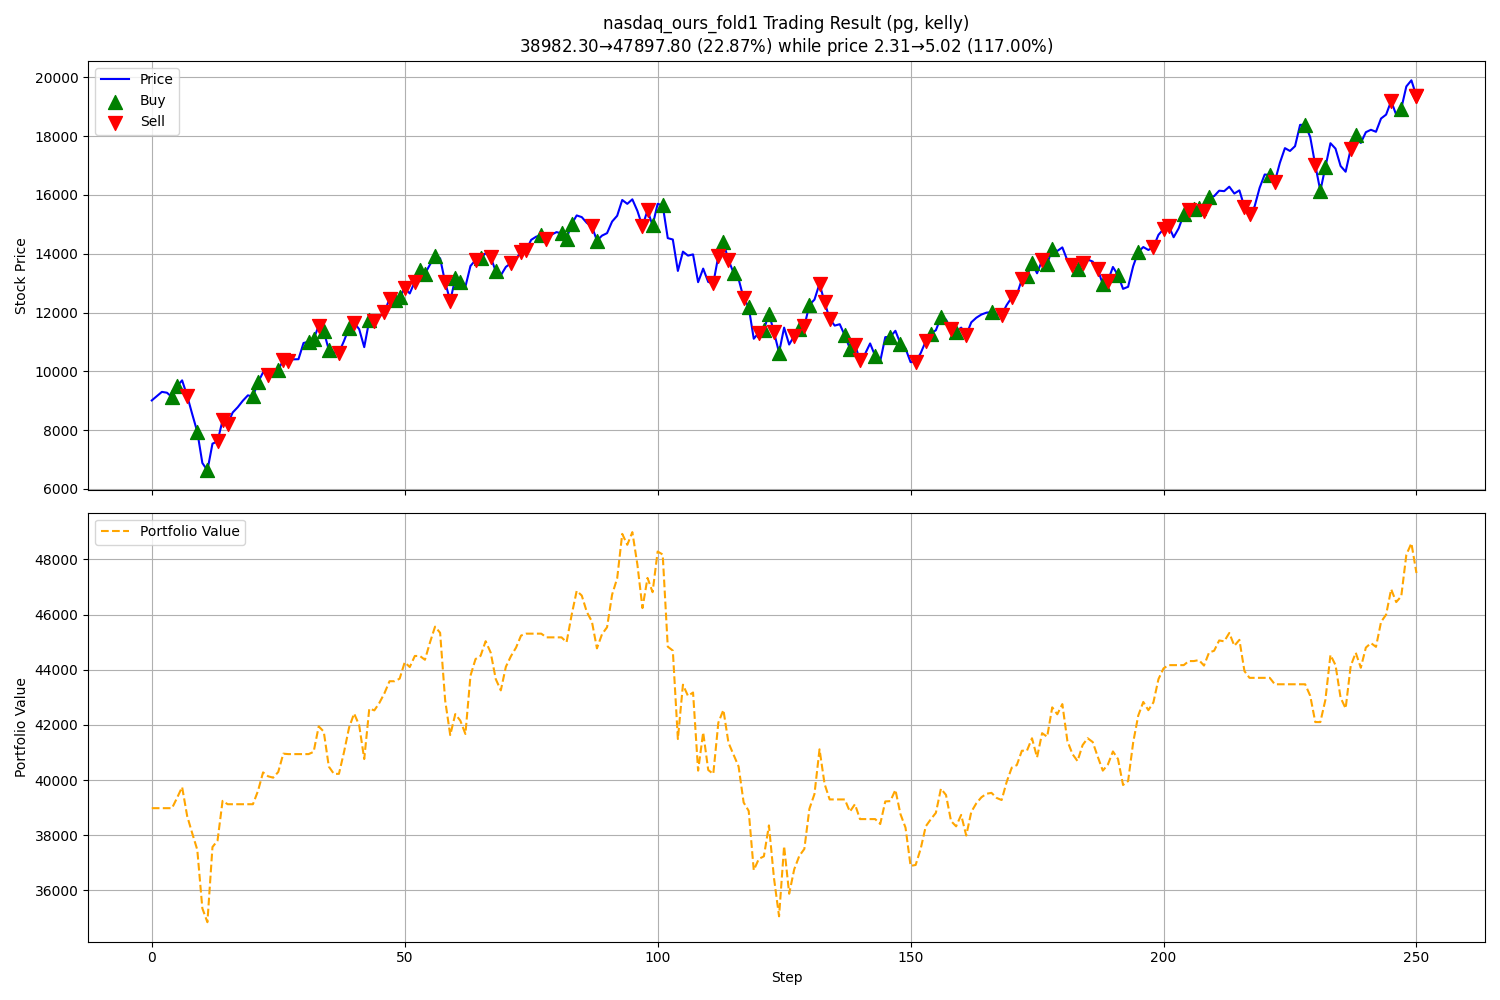 nasdaq_ours_fold1 Trading Result (pg, kelly)
38982.30→47897.80 (22.87%) while price 2.31→5.02 (117.00%)
Price
Buy
Sell
20000
18000
16000
14000
12000
10000
8000
6000
Stock Price
Portfolio Value
48000
46000
44000
42000
40000
38000
36000
Portfolio Value
0
50
100
150
200
250
Step